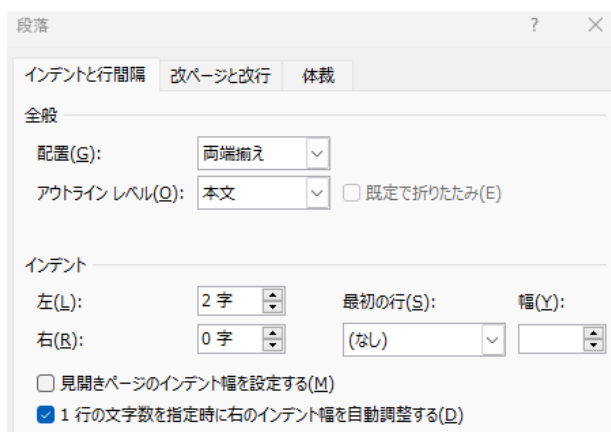 段落 ? ×
インデントと行間隔 改ページと改行 体裁
全般
配置(G): 両端揃え
アウトライン レベル(O): 本文 既定で折りたたみ(E)
インデント
左(L): 2 字 最初の行(S): 幅(Y):
右(R): 0 字 (なし)
見開きページのインデント幅を設定する(M)
1 行の文字数を指定時に右のインデント幅を自動調整する(D)